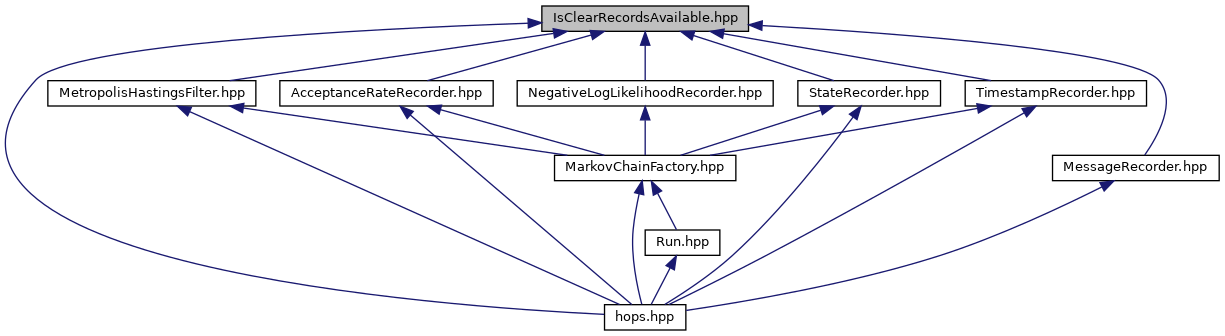 IsClearRecordsAvailable.hpp
MetropolisHastingsFilter.hpp
AcceptanceRateRecorder.hpp
NegativeLogLikelihoodRecorder.hpp
StateRecorder.hpp
TimestampRecorder.hpp
MarkovChainFactory.hpp
MessageRecorder.hpp
Run.hpp
hops.hpp